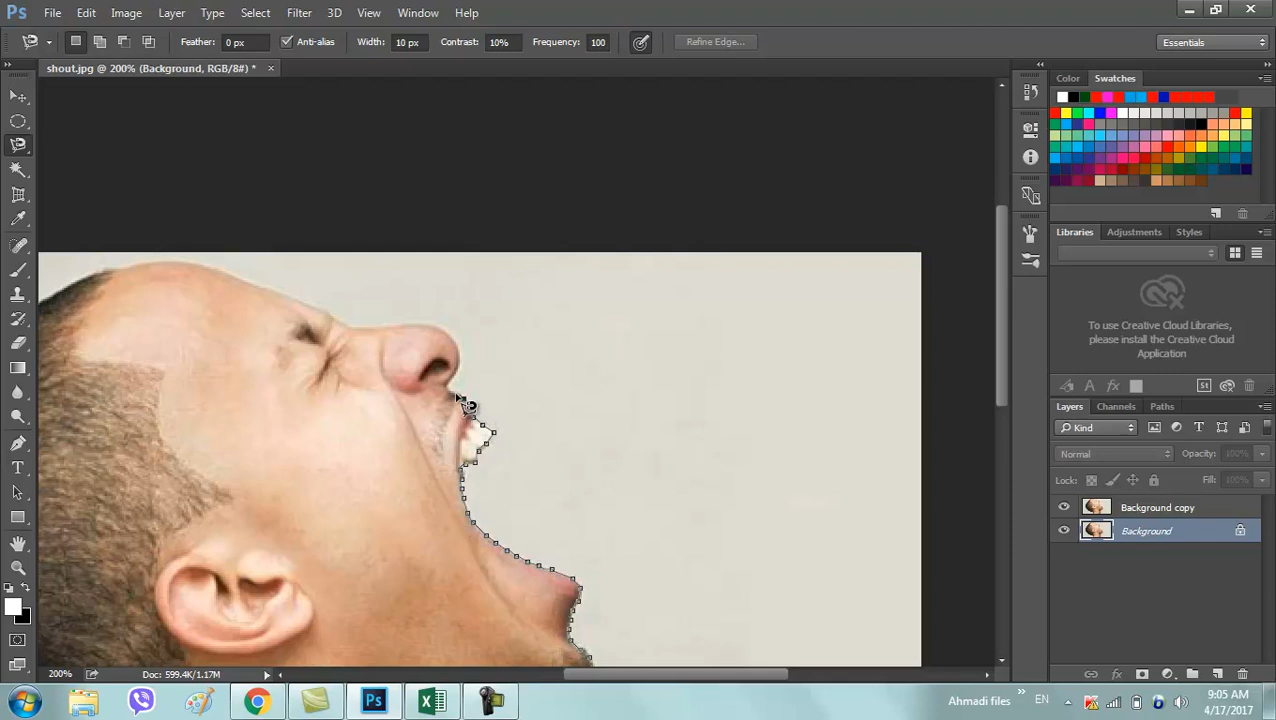 Ps File Edit Image Layer Type Select Filter 3D View Window Help
Feather: 0 px Anti-alias Width: 10 px Contrast: 10% Frequency: 100 Refine Edge... Essentials
shout.jpg @ 200% (Background, RGB/8#) *
Color Swatches
Libraries Adjustments Styles
To use Creative Cloud Libraries,
please install the Creative Cloud
Application
St
Layers Channels Paths
Kind
Normal Opacity: 100%
Lock: Fill: 100%
Background copy
Background
fx
200% Doc: 599.4K/1.17M
Ps Ahmadi files EN 9:05 AM
4/17/2017